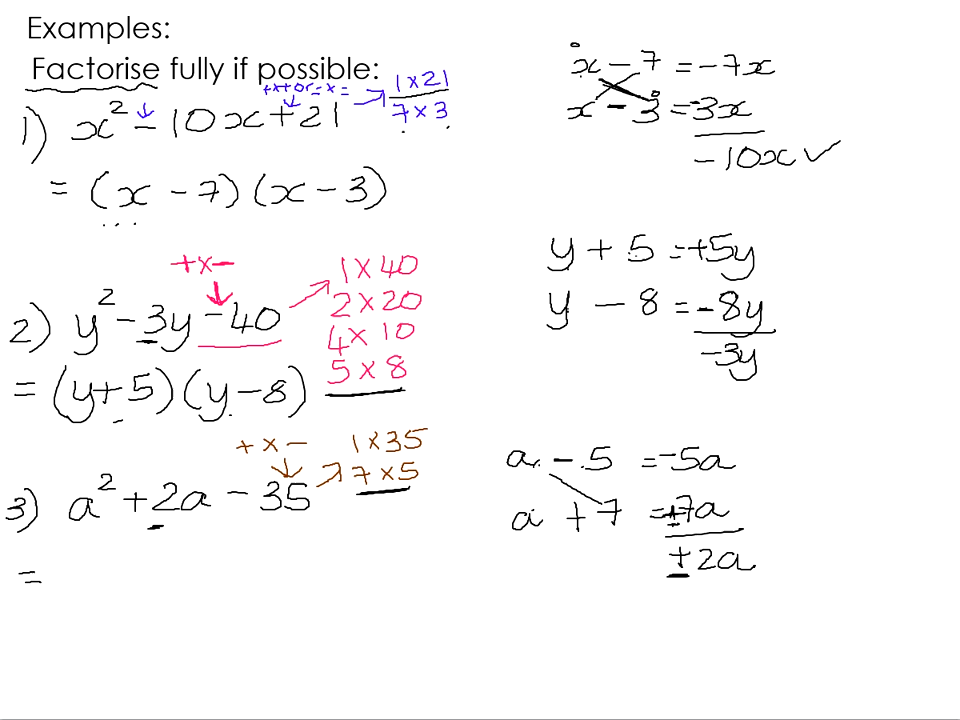 Examples:
Factorise fully if possible:
+x+ or - x - =
1) x² - 10x + 21 → 1 x 21
7 x 3
= (x - 7)(x - 3)
x - 7 = -7x
x - 3 = -3x
-10x ✓
+x-
2) y² - 3y - 40
1 x 40
2 x 20
4 x 10
5 x 8
= (y + 5)(y - 8)
y + 5 = +5y
y - 8 = -8y
-3y
+ x -
3) a² + 2a - 35
1 x 35
7 x 5
=
a - 5 = -5a
a + 7 = +7a
+2a